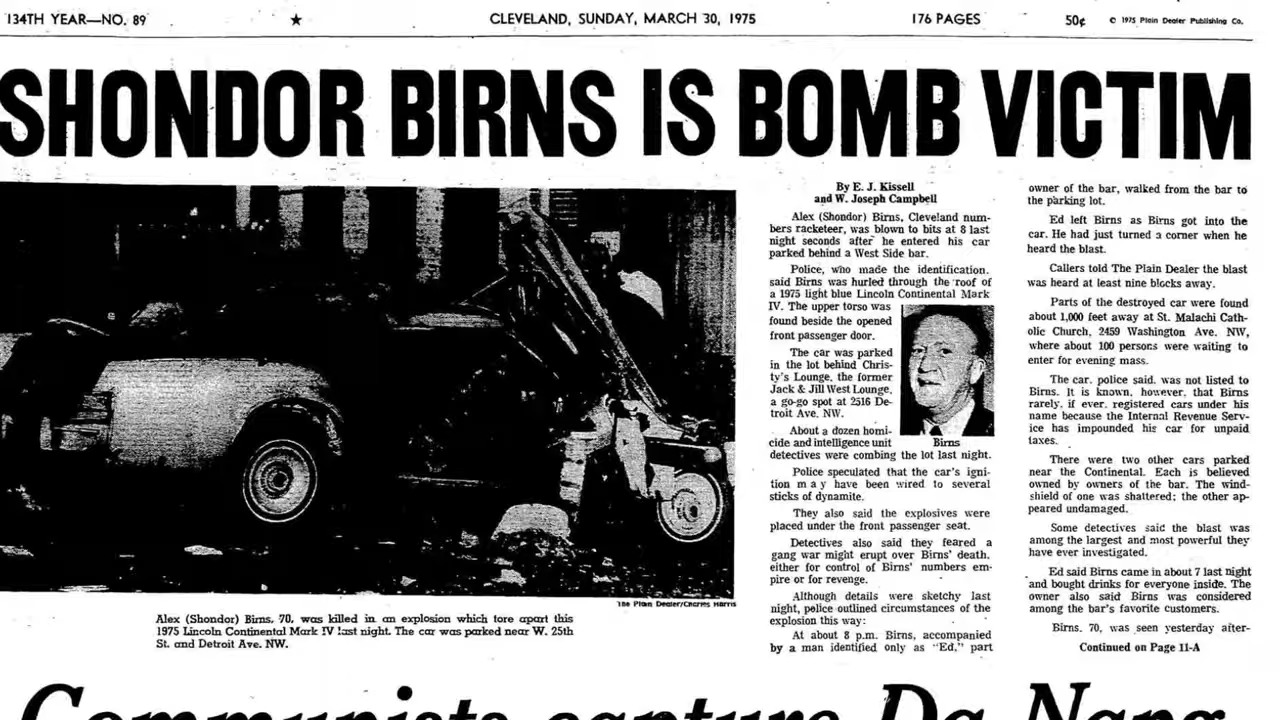 134TH YEAR—NO. 89 ★ CLEVELAND, SUNDAY, MARCH 30, 1975 176 PAGES 50¢ © 1975 Plain Dealer Publishing Co.
SHONDOR BIRNS IS BOMB VICTIM
The Plain Dealer/Charles Harris
Alex (Shondor) Birns, 70, was killed in an explosion which tore apart this
1975 Lincoln Continental Mark IV last night. The car was parked near W. 25th
St. and Detroit Ave. NW.
By E. J. Kissell
and W. Joseph Campbell
Alex (Shondor) Birns, Cleveland num-
bers racketeer, was blown to bits at 8 last
night seconds after he entered his car
parked behind a West Side bar.
Police, who made the identification,
said Birns was hurled through the roof of
a 1975 light blue Lincoln Continental Mark
IV. The upper torso was
found beside the opened
front passenger door.
The car was parked
in the lot behind Chris-
ty's Lounge, the former
Jack & Jill West Lounge,
a go-go spot at 2516 De-
troit Ave. NW.
About a dozen homi-
cide and intelligence unit
detectives were combing the lot last night.
Birns
Police speculated that the car's igni-
tion may have been wired to several
sticks of dynamite.
They also said the explosives were
placed under the front passenger seat.
Detectives also said they feared a
gang war might erupt over Birns' death,
either for control of Birns' numbers em-
pire or for revenge.
Although details were sketchy last
night, police outlined circumstances of the
explosion this way:
At about 8 p.m. Birns, accompanied
by a man identified only as "Ed," part
owner of the bar, walked from the bar to
the parking lot.
Ed left Birns as Birns got into the
car. He had just turned a corner when he
heard the blast.
Callers told The Plain Dealer the blast
was heard at least nine blocks away.
Parts of the destroyed car were found
about 1,000 feet away at St. Malachi Cath-
olic Church, 2459 Washington Ave. NW,
where about 100 persons were waiting to
enter for evening mass.
The car, police said, was not listed to
Birns. It is known, however, that Birns
rarely, if ever, registered cars under his
name because the Internal Revenue Serv-
ice has impounded his car for unpaid
taxes.
There were two other cars parked
near the Continental. Each is believed
owned by owners of the bar. The wind-
shield of one was shattered; the other ap-
peared undamaged.
Some detectives said the blast was
among the largest and most powerful they
have ever investigated.
Ed said Birns came in about 7 last night
and bought drinks for everyone inside. The
owner also said Birns was considered
among the bar's favorite customers.
Birns, 70, was seen yesterday after-
Continued on Page 11-A
Communists capture Da Nang